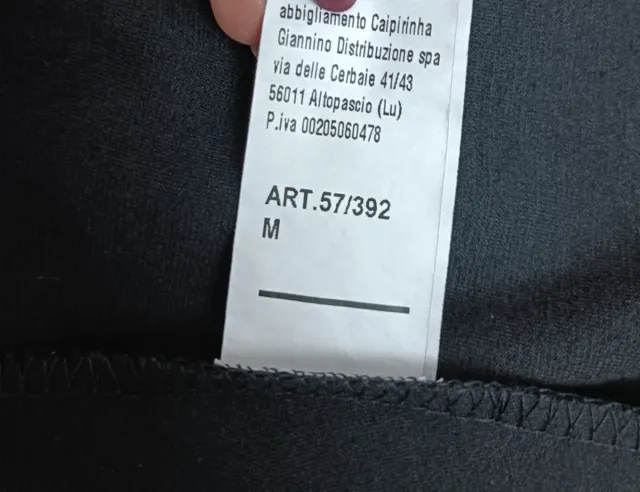 abbigliamento Caipirinha
Giannino Distribuzione spa
via delle Cerbaie 41/43
56011 Altopascio (Lu)
P.iva 00205060478
ART.57/392
M